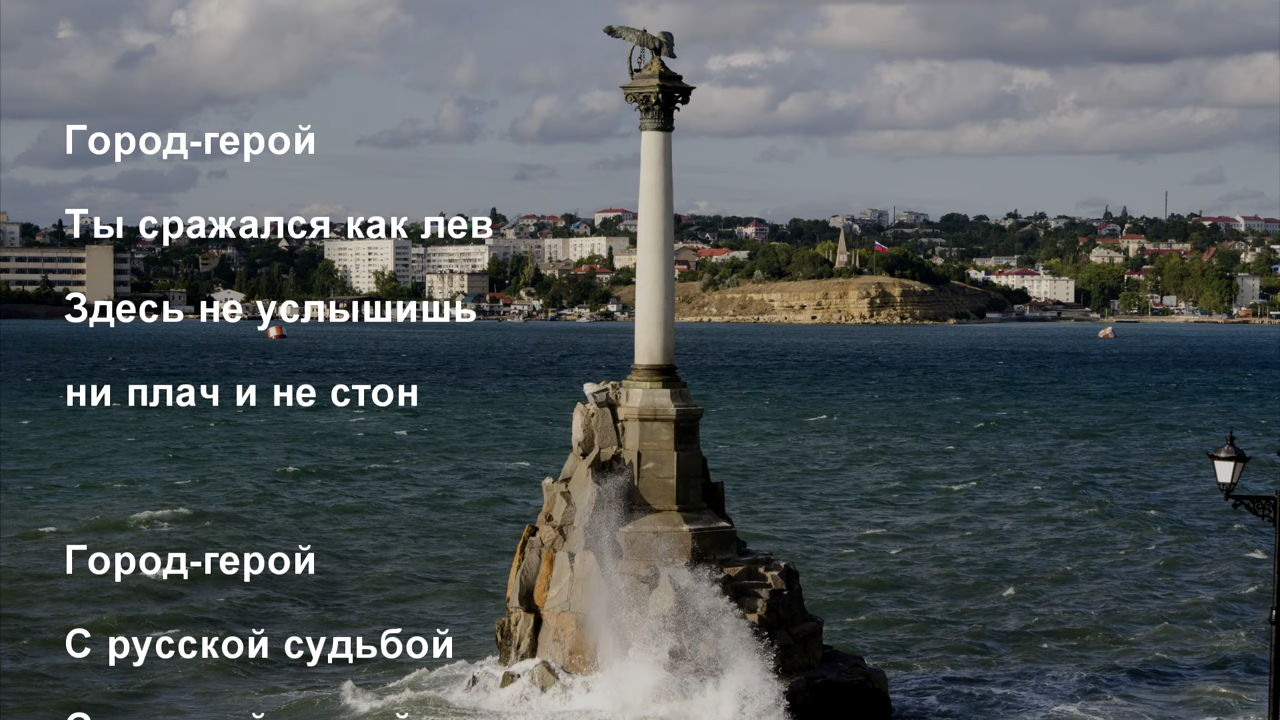 Город-герой
Ты сражался как лев
Здесь не услышишь
ни плач и не стон
Город-герой
С русской судьбой